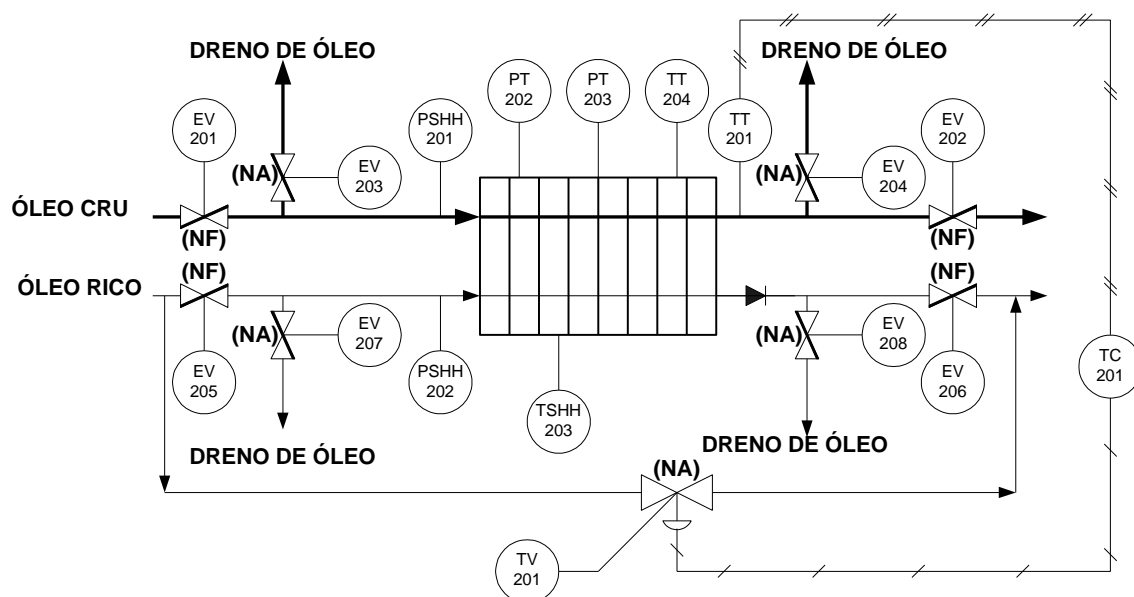 DRENO DE ÓLEO
DRENO DE ÓLEO
EV
201
PSHH
201
PT
202
PT
203
TT
204
TT
201
EV
202
(NA)
EV
203
(NA)
EV
204
ÓLEO CRU
(NF)
(NF)
(NF)
(NF)
ÓLEO RICO
(NA)
EV
207
(NA)
EV
208
EV
205
PSHH
202
TSHH
203
EV
206
TC
201
DRENO DE ÓLEO
DRENO DE ÓLEO
(NA)
TV
201